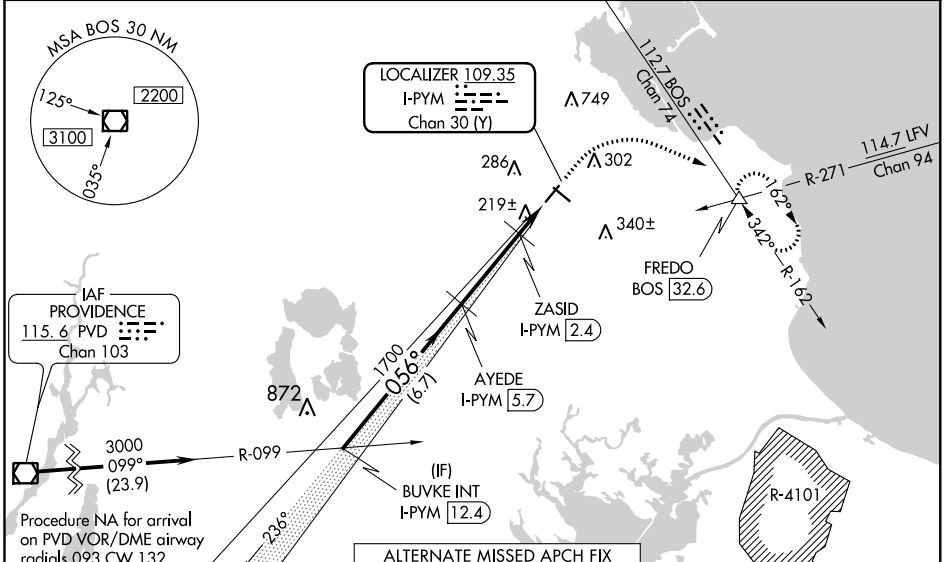 MSA BOS 30 NM
125°
2200
3100
035°
LOCALIZER 109.35
I-PYM
Chan 30 (Y)
749
112.7 BOS
Chan 74
114.7 LFV
Chan 94
R-271
286
302
219±
340±
162°
342°
R-162
FREDO
BOS 32.6
ZASID
I-PYM 2.4
AYEDE
I-PYM 5.7
IAF
PROVIDENCE
115.6 PVD
Chan 103
872
1700
056°
(6.7)
3000
099°
(23.9)
R-099
(IF)
BUVKE INT
I-PYM 12.4
R-4101
236°
Procedure NA for arrival
on PVD VOR/DME airway
radials 093 CW 132
ALTERNATE MISSED APCH FIX